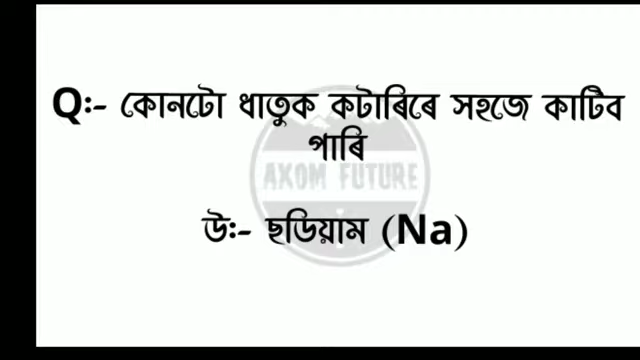 Q:- কোনটো ধাতুক কটাৰিৰে সহজে কাটিব
পাৰি
AXOM FUTURE
উঃ- ছডিয়াম (Na)